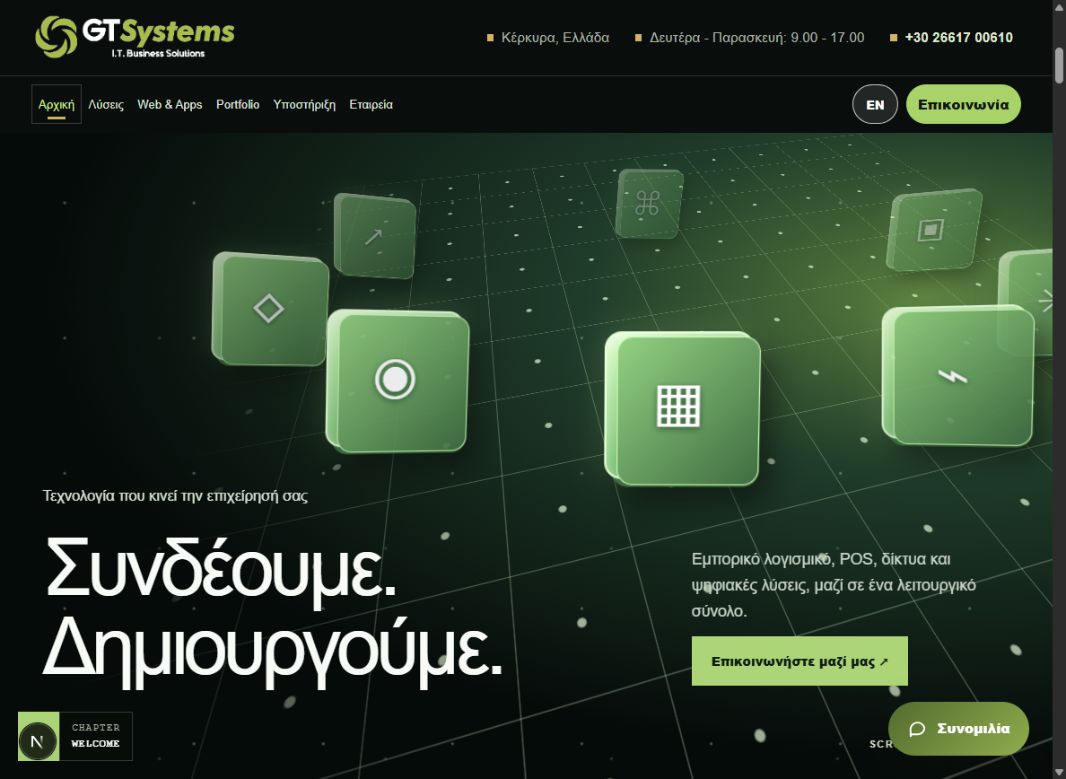 GTSystems
I.T. Business Solutions
Κέρκυρα, Ελλάδα
Δευτέρα - Παρασκευή: 9.00 - 17.00
+30 26617 00610
Αρχική
Λύσεις
Web & Apps
Portfolio
Υποστήριξη
Εταιρεία
EN
Επικοινωνία
Τεχνολογία που κινεί την επιχείρησή σας
Συνδέουμε.
Δημιουργούμε.
Εμπορικό λογισμικό, POS, δίκτυα και
ψηφιακές λύσεις, μαζί σε ένα λειτουργικό
σύνολο.
Επικοινωνήστε μαζί μας ↗
N
CHAPTER
WELCOME
SCR
Συνομιλία